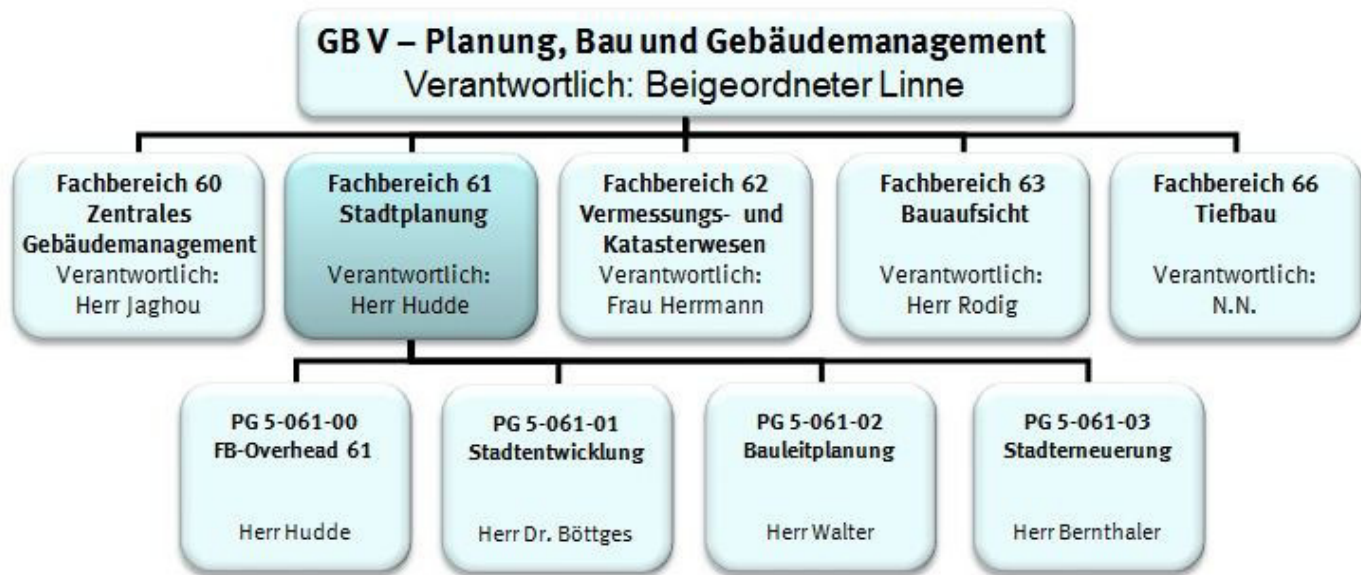 GB V – Planung, Bau und Gebäudemanagement
Verantwortlich: Beigeordneter Linne
Fachbereich 60
Zentrales
Gebäudemanagement
Verantwortlich:
Herr Jaghou
Fachbereich 61
Stadtplanung
Verantwortlich:
Herr Hudde
Fachbereich 62
Vermessungs- und
Katasterwesen
Verantwortlich:
Frau Herrmann
Fachbereich 63
Bauaufsicht
Verantwortlich:
Herr Rodig
Fachbereich 66
Tiefbau
Verantwortlich:
N.N.
PG 5-061-00
FB-Overhead 61
Herr Hudde
PG 5-061-01
Stadtentwicklung
Herr Dr. Böttges
PG 5-061-02
Bauleitplanung
Herr Walter
PG 5-061-03
Stadterneuerung
Herr Bernthaler